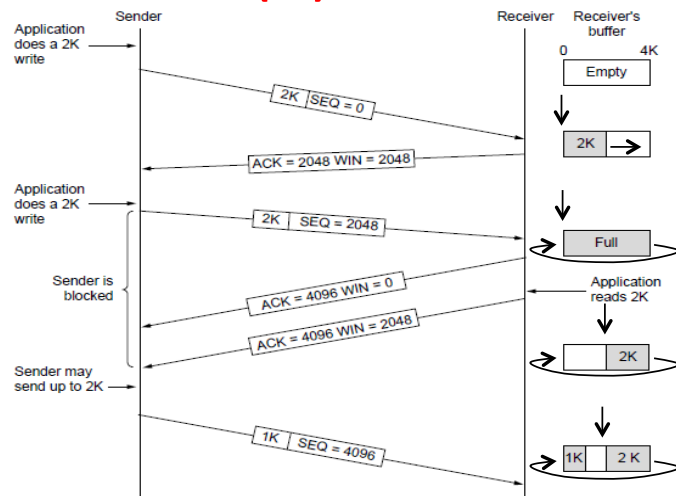 Sender
Receiver
Receiver's
buffer
Application
does a 2K
write
0
4K
Empty
2K SEQ = 0
2K
ACK = 2048 WIN = 2048
Application
does a 2K
write
2K SEQ = 2048
Full
Sender is
blocked
ACK = 4096 WIN = 0
Application
reads 2K
ACK = 4096 WIN = 2048
2K
Sender may
send up to 2K
1K SEQ = 4096
1K
2 K